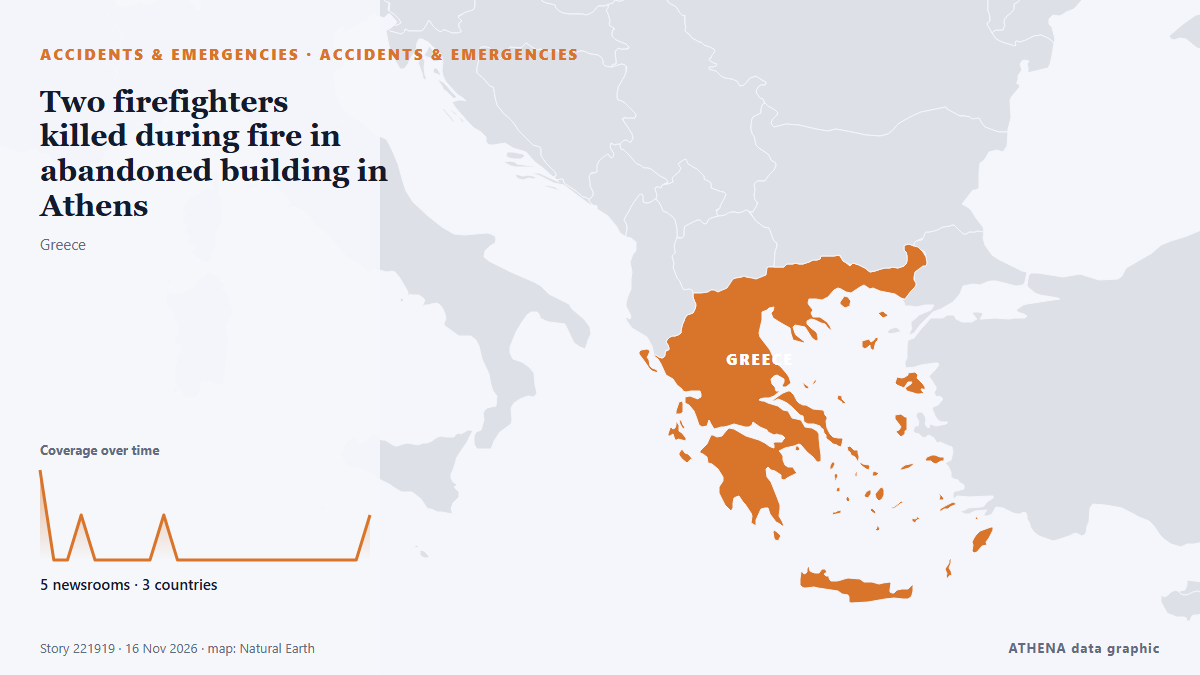 ACCIDENTS & EMERGENCIES · ACCIDENTS & EMERGENCIES
Two firefighters
killed during fire in
abandoned building in
Athens
Greece
GREECE
Coverage over time
5 newsrooms · 3 countries
Story 221919 · 16 Nov 2026 · map: Natural Earth
ATHENA data graphic